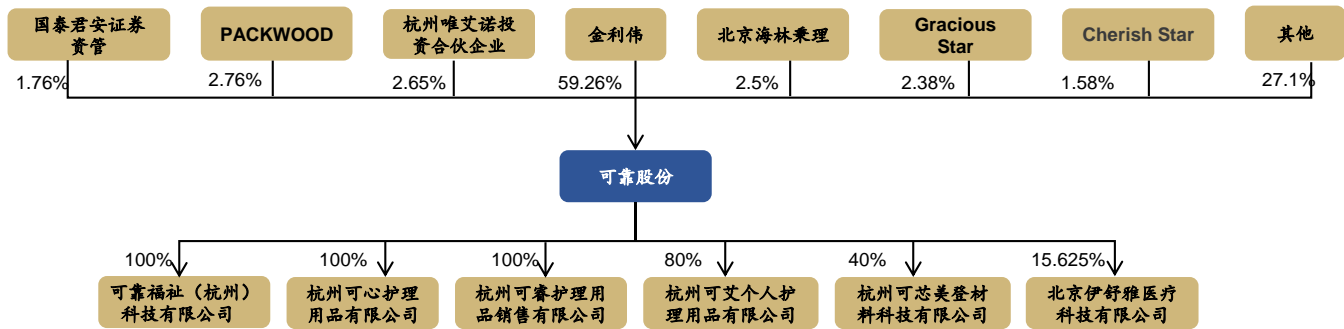 国泰君安证券
资管
PACKWOOD
杭州唯艾诺投
资合伙企业
金利伟
北京海林秉理
Gracious
Star
Cherish Star
其他
1.76%
2.76%
2.65%
59.26%
2.5%
2.38%
1.58%
27.1%
可靠股份
100%
100%
100%
80%
40%
15.625%
可靠福祉（杭州）
科技有限公司
杭州可心护理
用品有限公司
杭州可睿护理用
品销售有限公司
杭州可艾个人护
理用品有限公司
杭州可芯美登材
料科技有限公司
北京伊舒雅医疗
科技有限公司